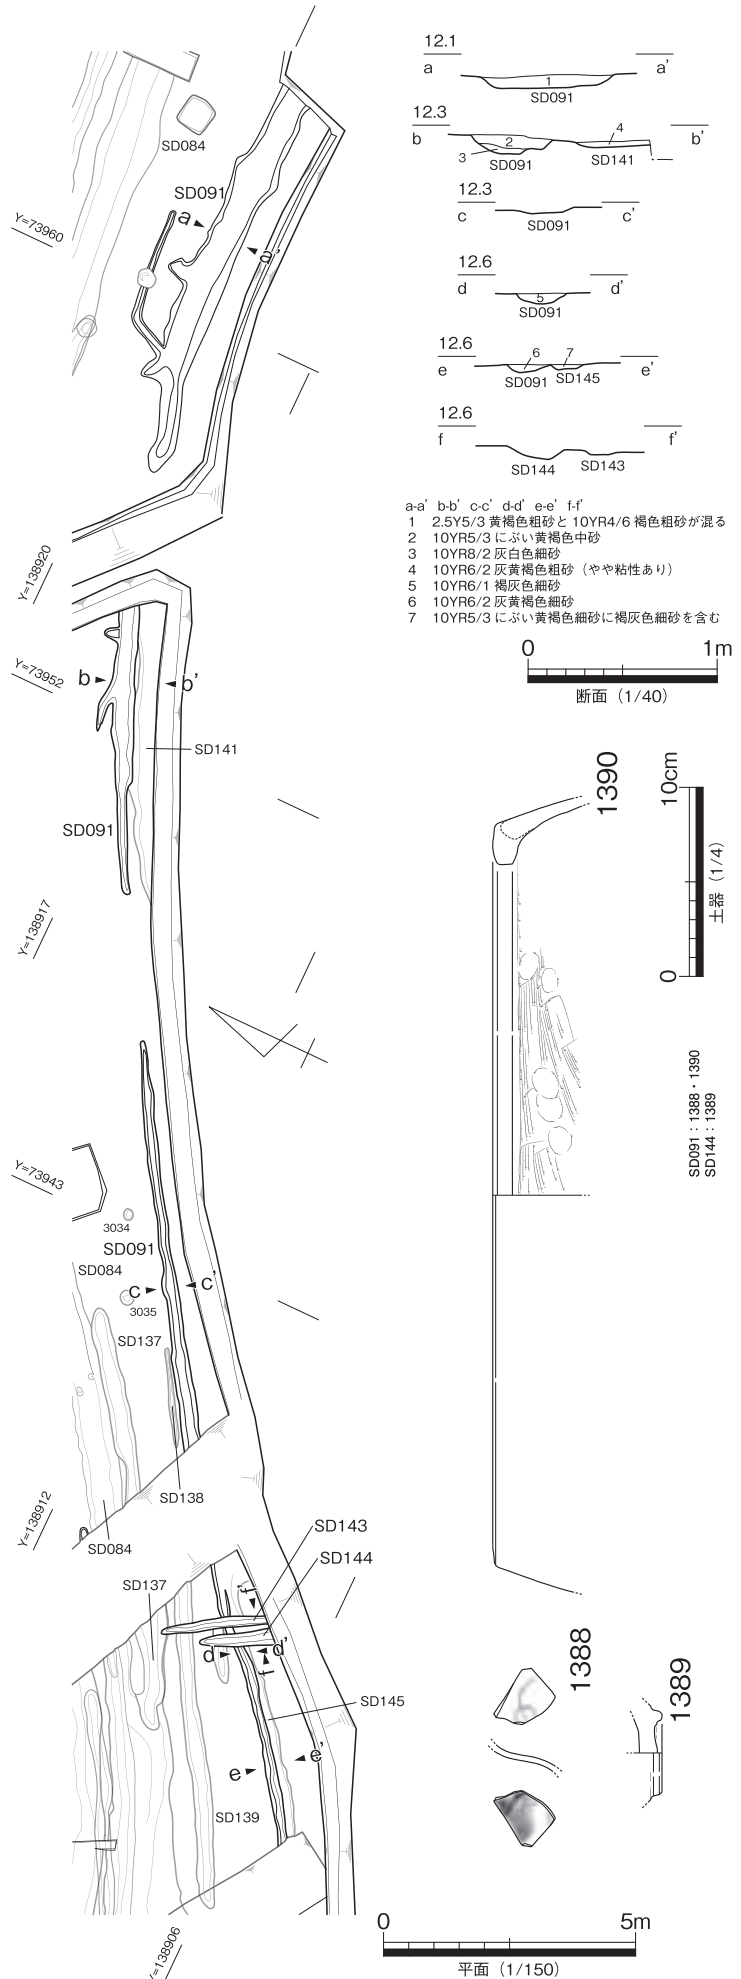 SD084
SD091
a
a'
Y=73960
Y=138920
Y=73952
b
b'
SD141
SD091
Y=138917
Y=73943
3034
SD091
SD084
c
c'
3035
SD137
SD138
SD084
Y=138912
SD143
SD144
SD137
f'
d
d'
f
SD145
e
e'
SD139
Y=138906
12.1
a
a'
1
SD091
12.3
b
b'
2
4
3
SD091
SD141
12.3
c
c'
SD091
12.6
d
d'
5
SD091
12.6
e
e'
6
7
SD091
SD145
12.6
f
f'
SD144
SD143
a-a' b-b' c-c' d-d' e-e' f-f'
1 2.5Y5/3 黄褐色粗砂と 10YR4/6 褐色粗砂が混る
2 10YR5/3 にぶい黄褐色中砂
3 10YR8/2 灰白色細砂
4 10YR6/2 灰黄褐色粗砂（やや粘性あり）
5 10YR6/1 褐灰色細砂
6 10YR6/2 灰黄褐色細砂
7 10YR5/3 にぶい黄褐色細砂に褐灰色細砂を含む
0 1m
断面（1/40）
1390
10cm
0
土器（1/4）
SD091：1388・1390
SD144：1389
1388
1389
0 5m
平面（1/150）